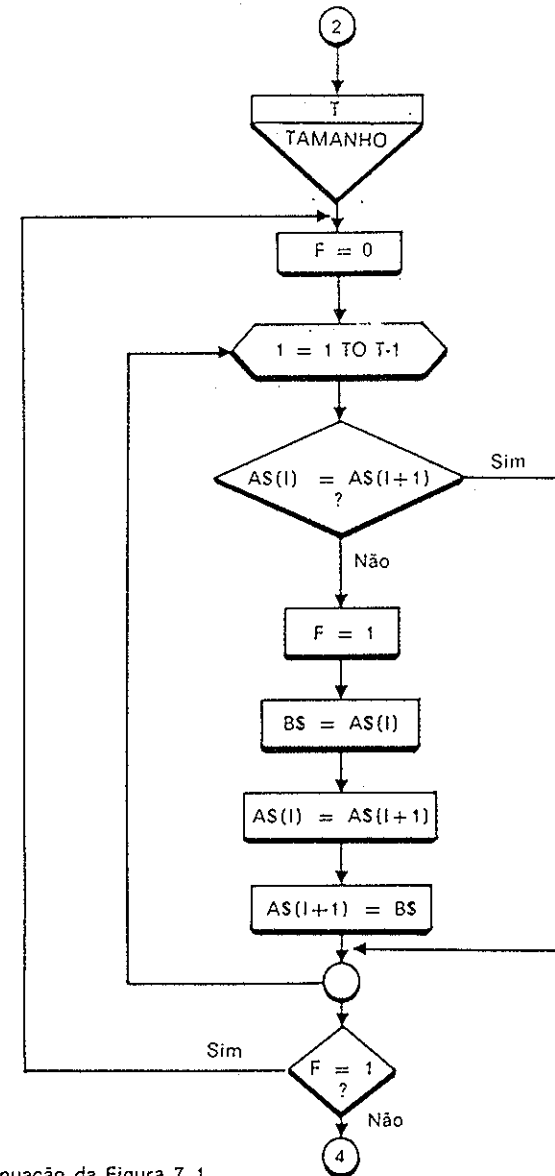 2
T
TAMANHO
F = 0
1 = 1 TO T-1
AS(I) = AS(I+1)
?
Sim
Não
F = 1
BS = AS(I)
AS(I) = AS(I+1)
AS(I+1) = BS
Sim
F = 1
?
Não
4
nuação da Figura 7.1